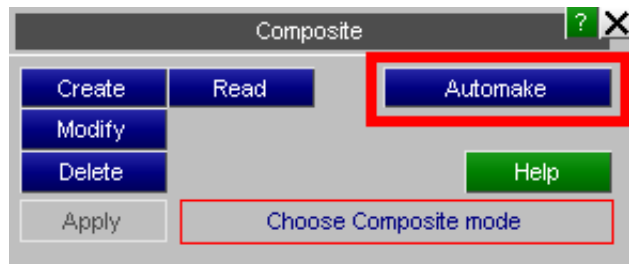 Composite ?
Create Read Automake
Modify
Delete Help
Apply Choose Composite mode